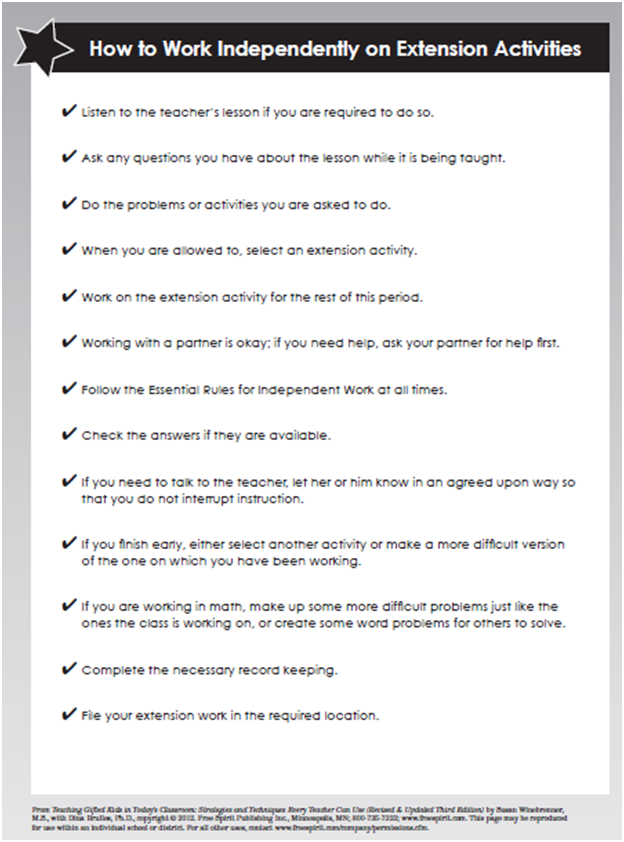 How to Work Independently on Extension Activities
✔ Listen to the teacher's lesson if you are required to do so.
✔ Ask any questions you have about the lesson while it is being taught.
✔ Do the problems or activities you are asked to do.
✔ When you are allowed to, select an extension activity.
✔ Work on the extension activity for the rest of this period.
✔ Working with a partner is okay; if you need help, ask your partner for help first.
✔ Follow the Essential Rules for Independent Work at all times.
✔ Check the answers if they are available.
✔ If you need to talk to the teacher, let her or him know in an agreed upon way so
that you do not interrupt instruction.
✔ If you finish early, either select another activity or make a more difficult version
of the one on which you have been working.
✔ If you are working in math, make up some more difficult problems just like the
ones the class is working on, or create some word problems for others to solve.
✔ Complete the necessary record keeping.
✔ File your extension work in the required location.
From Teaching Gifted Kids in Today's Classroom: Strategies and Techniques Every Teacher Can Use (Revised & Updated Third Edition) by Susan Winebrenner,
M.S., with Dina Brulles, Ph.D., copyright © 2012. Free Spirit Publishing Inc., Minneapolis, MN; 800-735-7323; www.freespirit.com. This page may be reproduced
for use within an individual school or district. For all other uses, contact www.freespirit.com/company/permissions.cfm.